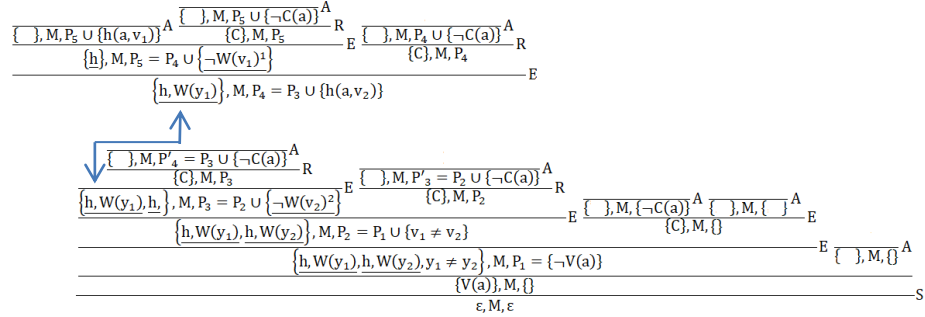 { }, M, P₅ ∪ {¬C(a)} A
{ }, M, P₅ ∪ {h(a, v₁)} A {C}, M, P₅ R { }, M, P₄ ∪ {¬C(a)} A
{h}, M, P₅ = P₄ ∪ {¬W(v₁)¹} E {C}, M, P₄ R
{h, W(y₁)}, M, P₄ = P₃ ∪ {h(a, v₂)} E
{ }, M, P′₄ = P₃ ∪ {¬C(a)} A
{C}, M, P₃ R { }, M, P′₃ = P₂ ∪ {¬C(a)} A
{h, W(y₁), h, }, M, P₃ = P₂ ∪ {¬W(v₂)²} E {C}, M, P₂ R
{h, W(y₁), h, W(y₂)}, M, P₂ = P₁ ∪ {v₁ ≠ v₂} E { }, M, {¬C(a)} A { }, M, { } A
{C}, M, {} E
{h, W(y₁), h, W(y₂), y₁ ≠ y₂}, M, P₁ = {¬V(a)} E { }, M, {} A
{V(a)}, M, {}
ε, M, ε S